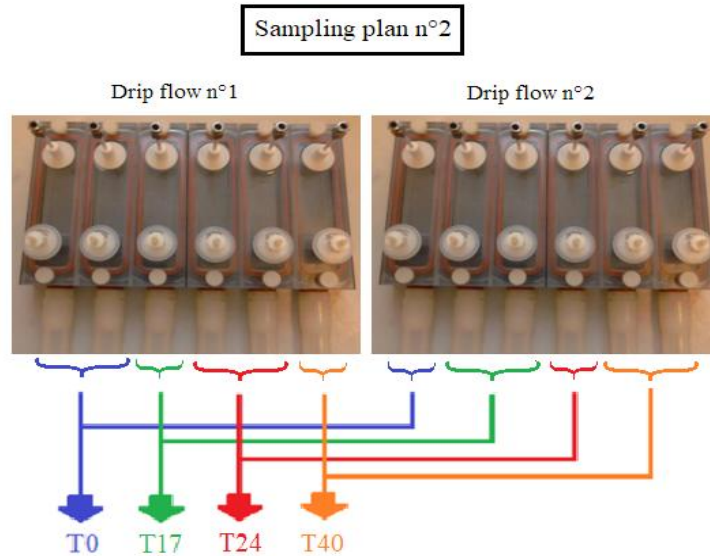 Sampling plan n°2
Drip flow n°1
Drip flow n°2
T0
T17
T24
T40